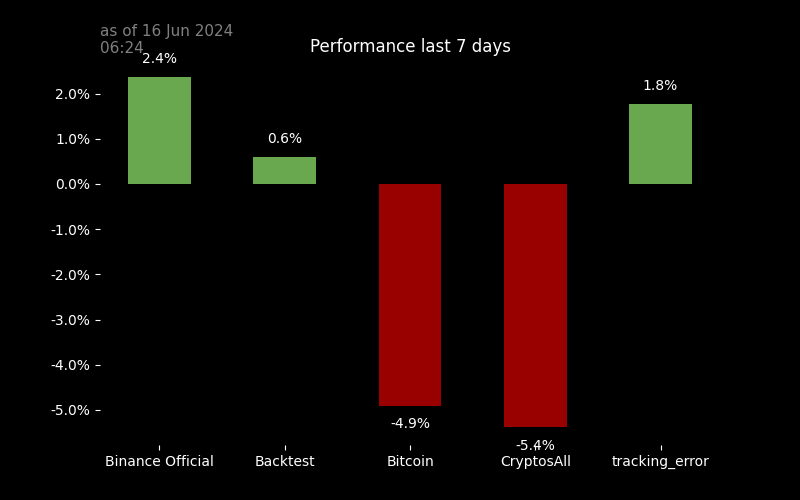 as of 16 Jun 2024
06:24
Performance last 7 days
2.4%
0.6%
-4.9%
-5.4%
1.8%
2.0%
1.0%
0.0%
-1.0%
-2.0%
-3.0%
-4.0%
-5.0%
Binance Official
Backtest
Bitcoin
CryptosAll
tracking_error